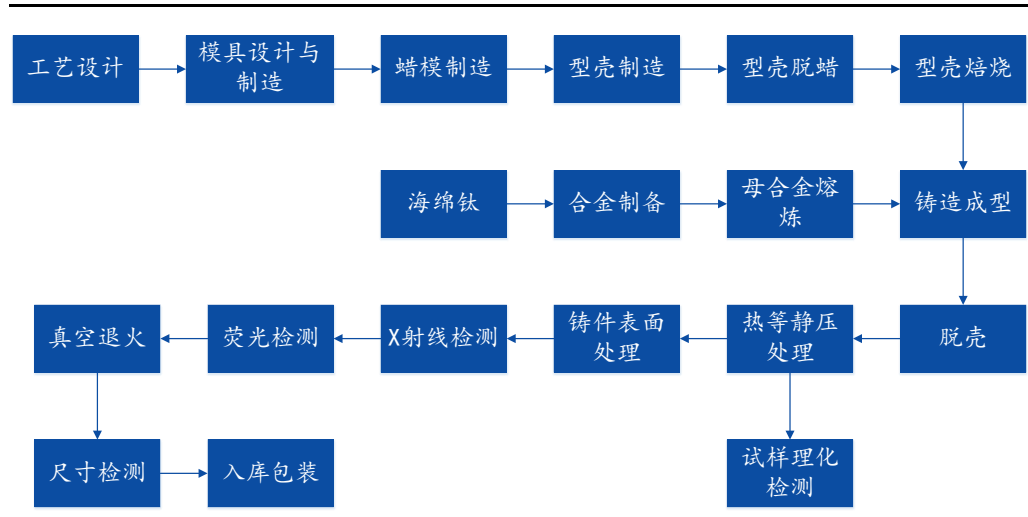 工艺设计
模具设计与
制造
蜡模制造
型壳制造
型壳脱蜡
型壳焙烧
海绵钛
合金制备
母合金熔
炼
铸造成型
真空退火
荧光检测
X射线检测
铸件表面
处理
热等静压
处理
脱壳
尺寸检测
入库包装
试样理化
检测